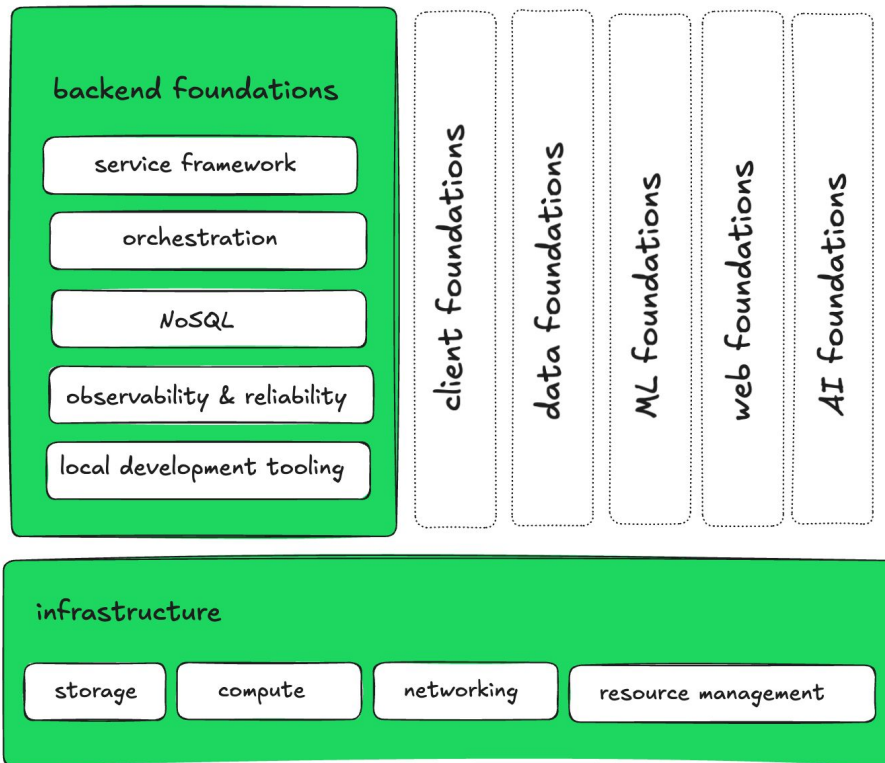 backend foundations
service framework
orchestration
NoSQL
observability & reliability
local development tooling
client foundations
data foundations
ML foundations
web foundations
AI foundations
infrastructure
storage
compute
networking
resource management